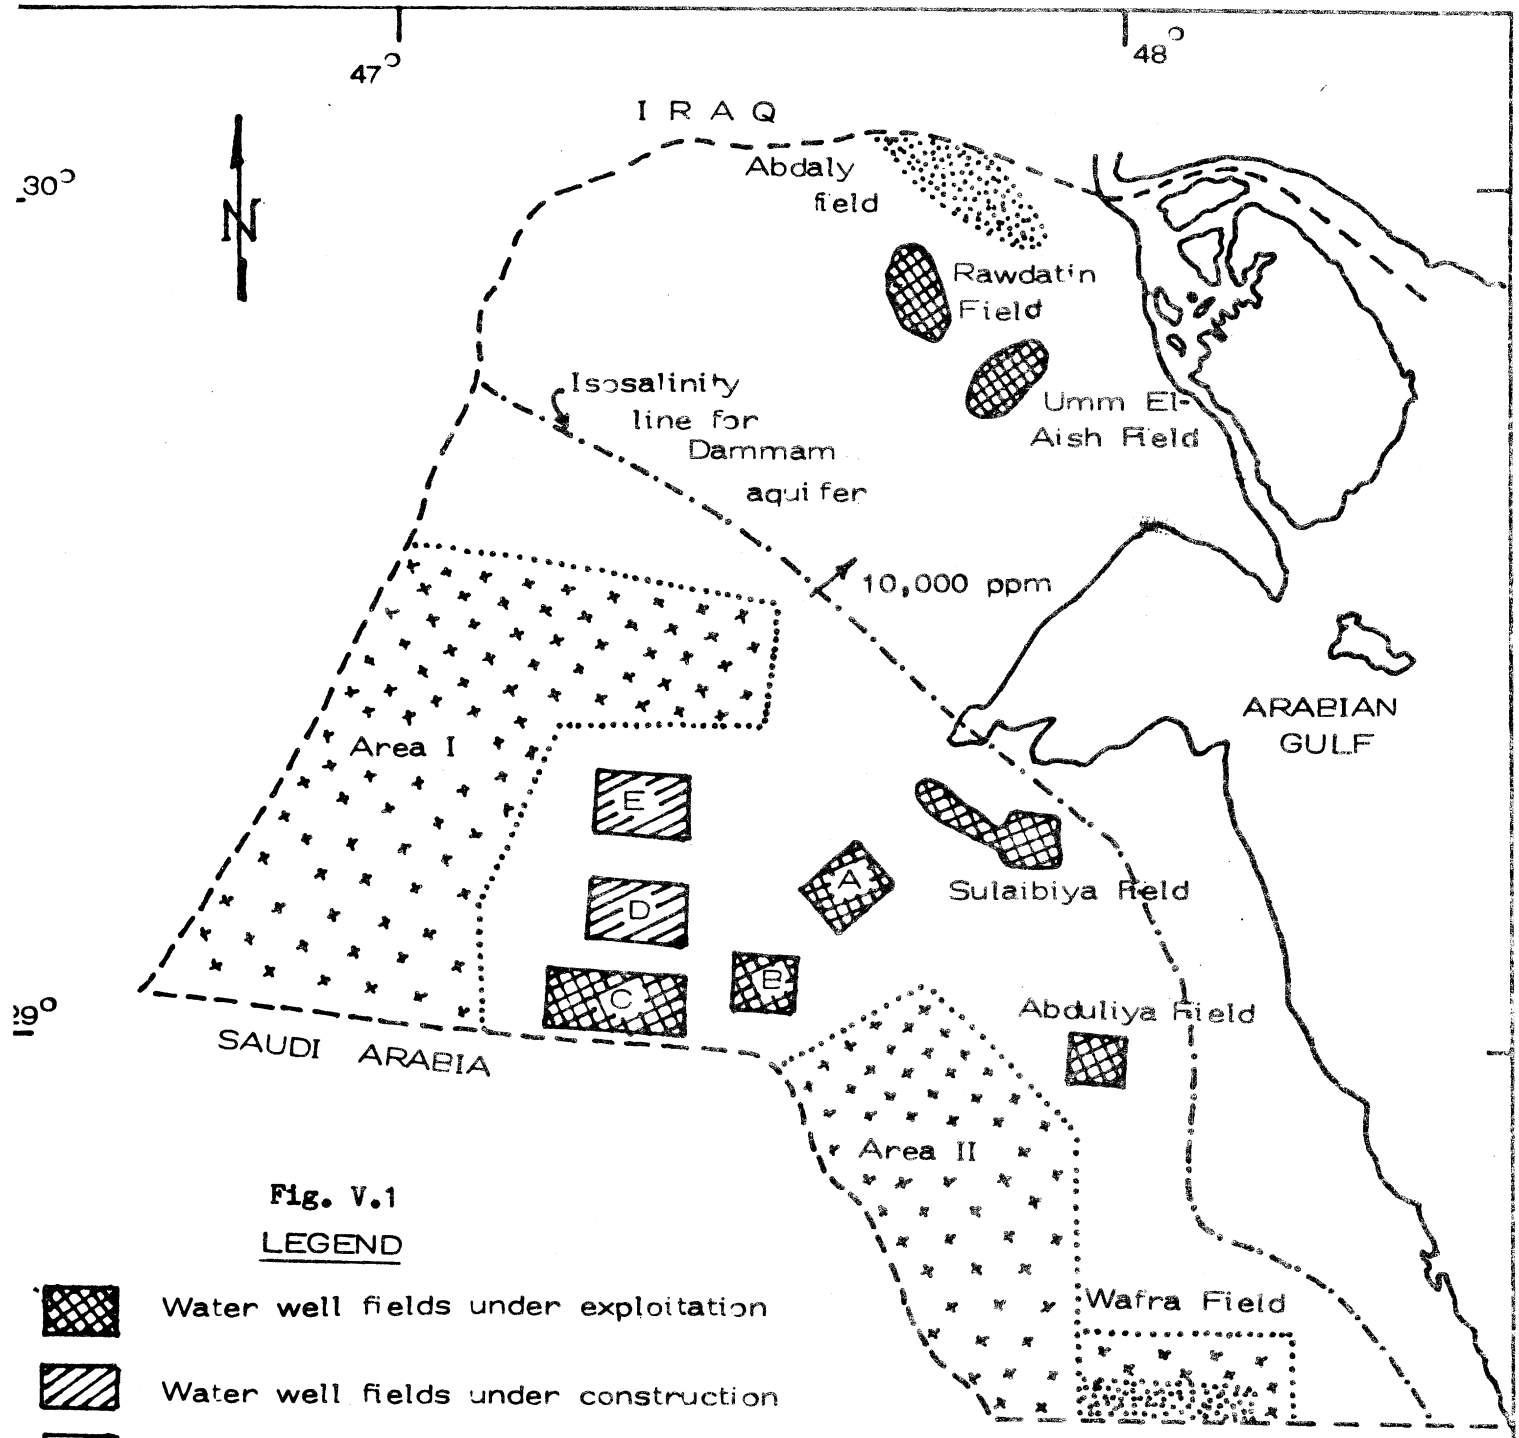 47°
48°
IRAQ
30°
N
Abdaly
field
Rawdatin
Field
Isosalinity
line for
Dammam
aquifer
Umm El-
Aish Field
10,000 ppm
ARABIAN
GULF
Area I
E
A
Sulaibiya Field
D
B
C
Abduliya Field
29°
SAUDI ARABIA
Area II
Fig. V.1
LEGEND
Wafra Field
Water well fields under exploitation
Water well fields under construction